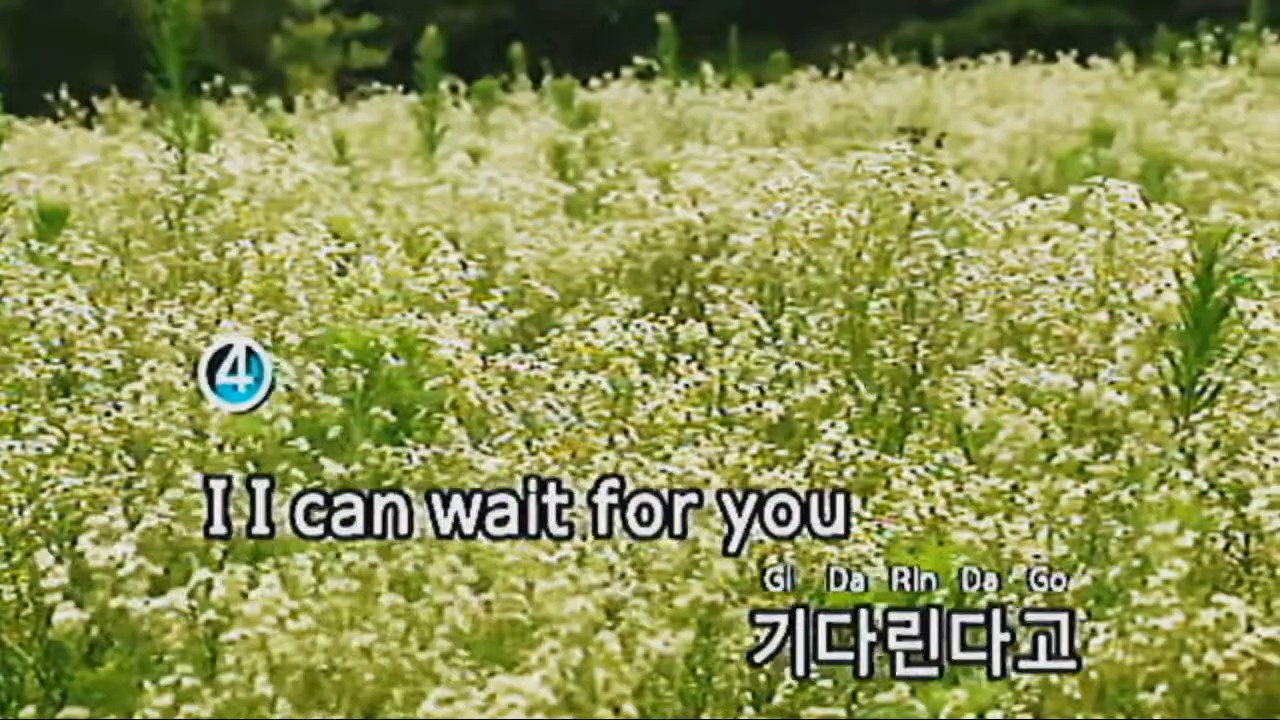 4
I I can wait for you
Gi Da Rin Da Go
기다린다고